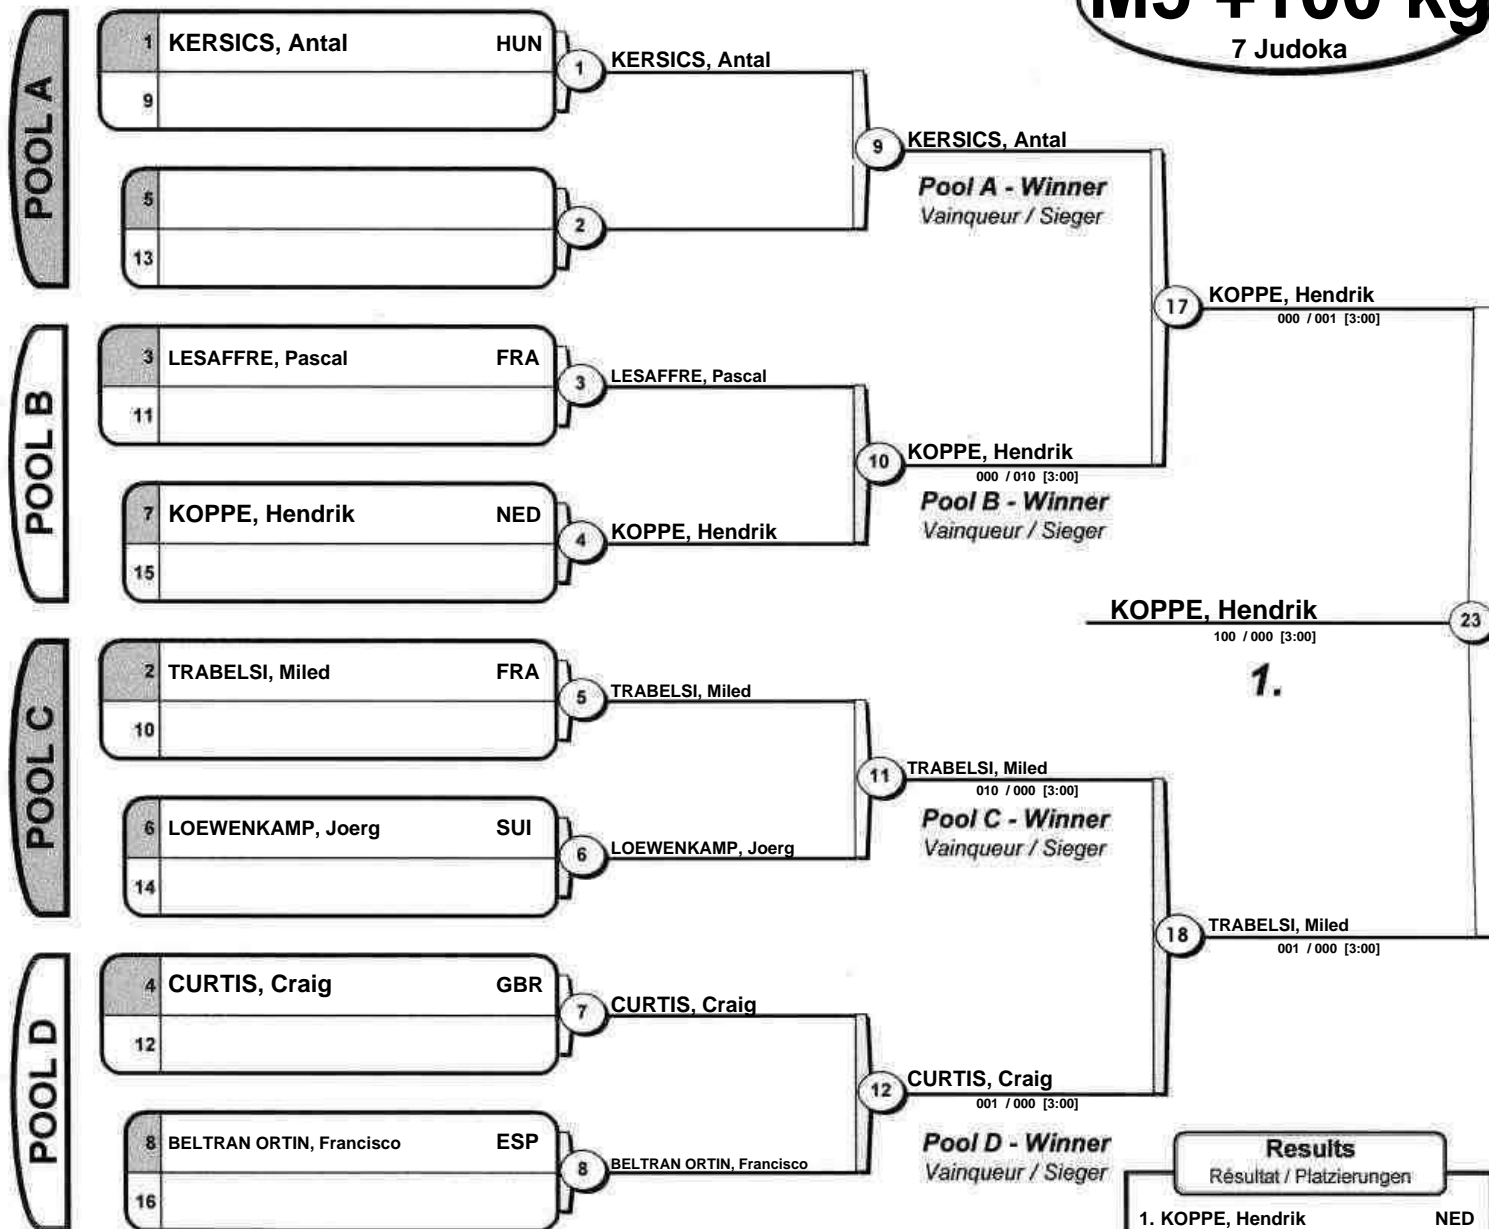 M5 +100 kg
7 Judoka
POOL A
1 KERSICS, Antal HUN
9
1 KERSICS, Antal
5
13
2
9 KERSICS, Antal
Pool A - Winner
Vainqueur / Sieger
POOL B
3 LESAFFRE, Pascal FRA
11
3 LESAFFRE, Pascal
7 KOPPE, Hendrik NED
15
4 KOPPE, Hendrik
10 KOPPE, Hendrik
000 / 010 [3:00]
Pool B - Winner
Vainqueur / Sieger
17 KOPPE, Hendrik
000 / 001 [3:00]
KOPPE, Hendrik 23
100 / 000 [3:00]
1.
POOL C
2 TRABELSI, Miled FRA
10
5 TRABELSI, Miled
6 LOEWENKAMP, Joerg SUI
14
6 LOEWENKAMP, Joerg
11 TRABELSI, Miled
010 / 000 [3:00]
Pool C - Winner
Vainqueur / Sieger
18 TRABELSI, Miled
001 / 000 [3:00]
POOL D
4 CURTIS, Craig GBR
12
7 CURTIS, Craig
8 BELTRAN ORTIN, Francisco ESP
16
8 BELTRAN ORTIN, Francisco
12 CURTIS, Craig
001 / 000 [3:00]
Pool D - Winner
Vainqueur / Sieger
Results
Résultat / Platzierungen
1. KOPPE, Hendrik NED